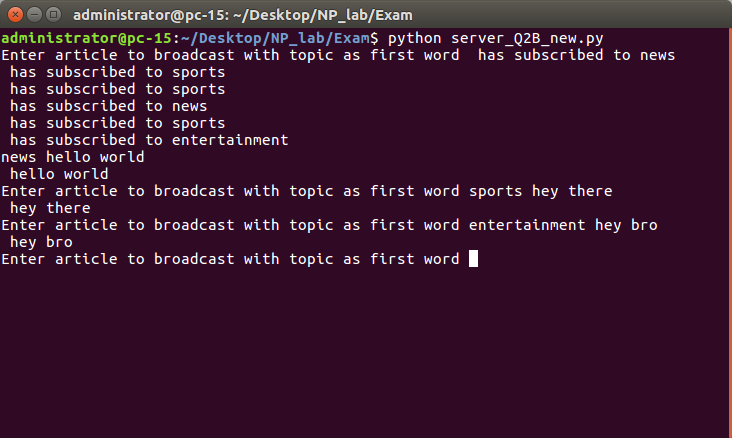 administrator@pc-15: ~/Desktop/NP_lab/Exam
administrator@pc-15:~/Desktop/NP_lab/Exam$ python server_Q2B_new.py
Enter article to broadcast with topic as first word  has subscribed to news
 has subscribed to sports
 has subscribed to sports
 has subscribed to news
 has subscribed to sports
 has subscribed to entertainment
news hello world
 hello world
Enter article to broadcast with topic as first word sports hey there
 hey there
Enter article to broadcast with topic as first word entertainment hey bro
 hey bro
Enter article to broadcast with topic as first word